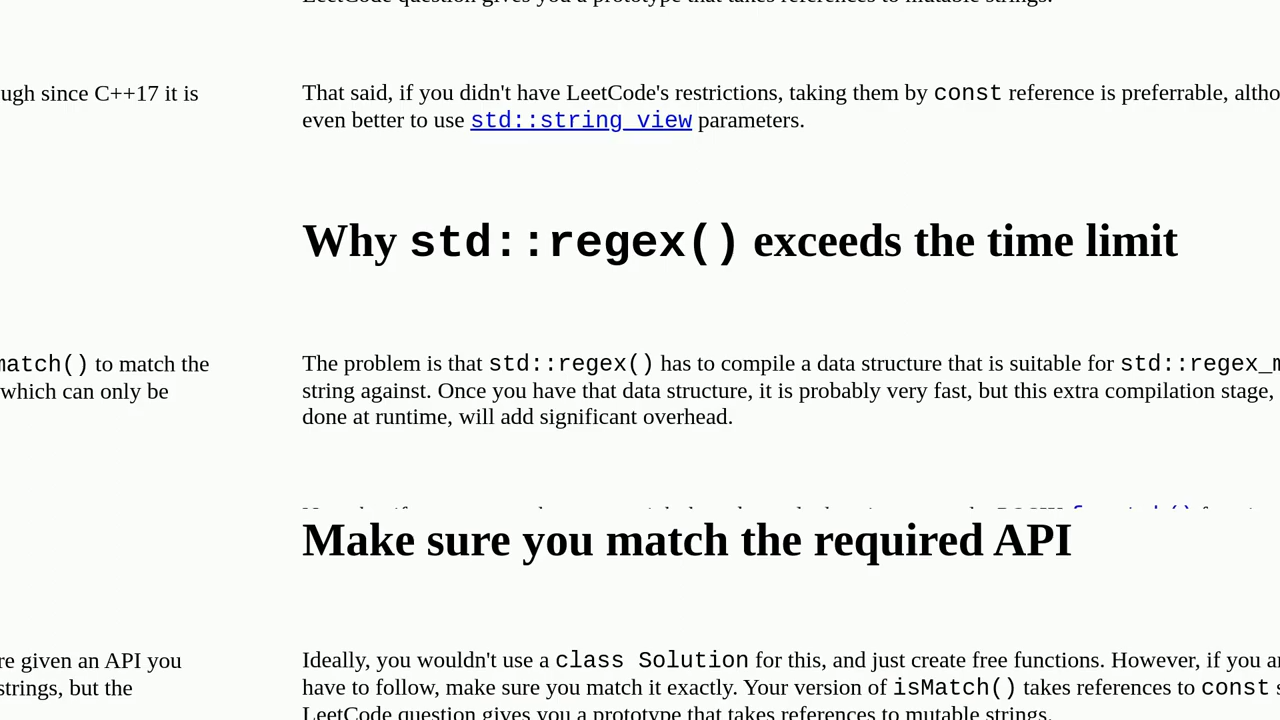 LeetCode question gives you a prototype that takes references to mutable strings.
ugh since C++17 it is
That said, if you didn't have LeetCode's restrictions, taking them by const reference is preferrable, altho
even better to use std::string_view parameters.
Why std::regex() exceeds the time limit
match() to match the
The problem is that std::regex() has to compile a data structure that is suitable for std::regex_m
which can only be
string against. Once you have that data structure, it is probably very fast, but this extra compilation stage,
done at runtime, will add significant overhead.
Make sure you match the required API
re given an API you
Ideally, you wouldn't use a class Solution for this, and just create free functions. However, if you ar
strings, but the
have to follow, make sure you match it exactly. Your version of isMatch() takes references to const s
LeetCode question gives you a prototype that takes references to mutable strings.